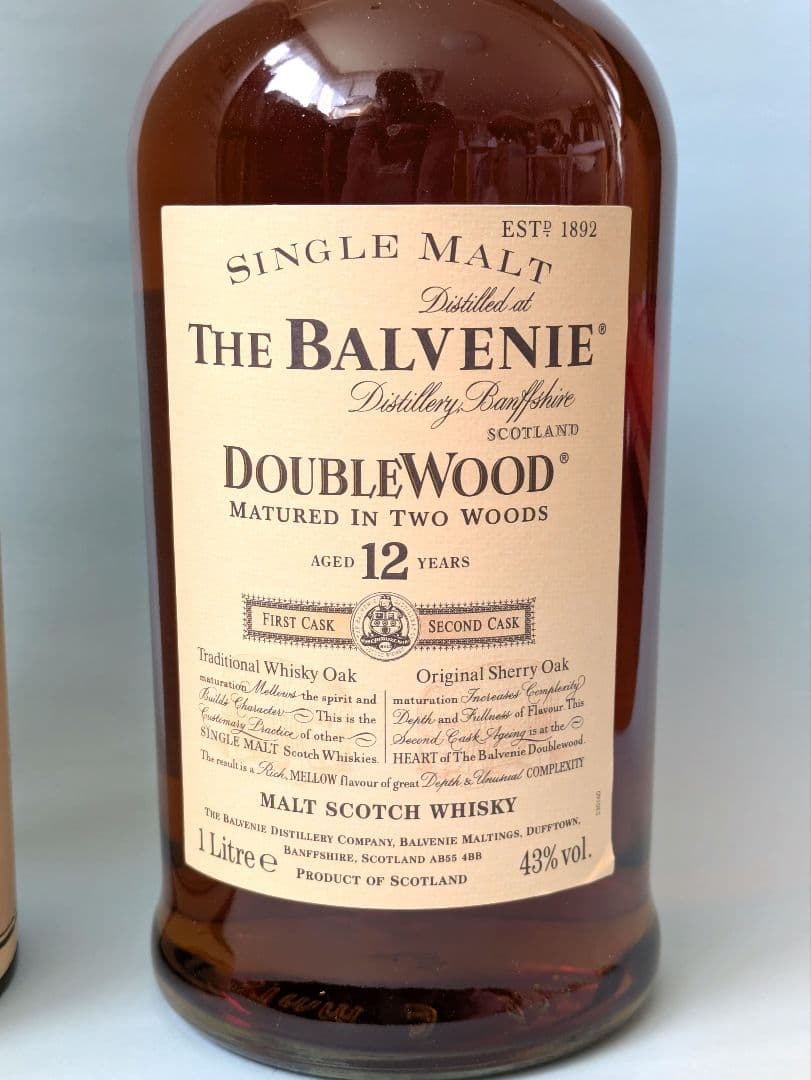 ESTD 1892
SINGLE MALT
Distilled at
THE BALVENIE®
Distillery, Banffshire
SCOTLAND
DOUBLEWOOD®
MATURED IN TWO WOODS
AGED 12 YEARS
FIRST CASK SECOND CASK
Traditional Whisky Oak
maturation Mellows the spirit and
Builds Character This is the
Customary Practice of other
SINGLE MALT Scotch Whiskies.
Original Sherry Oak
maturation Increases Complexity
Depth and Fullness of Flavour. This
Second Cask Ageing is at the
HEART of The Balvenie Doublewood.
The result is a Rich, MELLOW flavour of great Depth & Unusual COMPLEXITY
MALT SCOTCH WHISKY
THE BALVENIE DISTILLERY COMPANY, BALVENIE MALTINGS, DUFFTOWN,
BANFFSHIRE, SCOTLAND AB55 4BB
1 Litre e 43% vol.
PRODUCT OF SCOTLAND